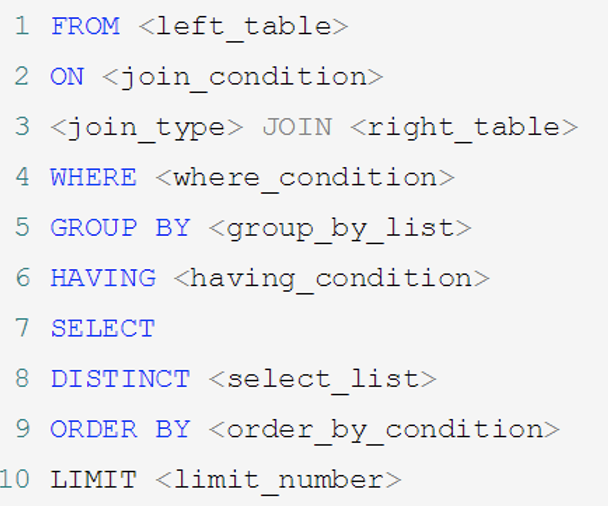 1 FROM <left_table>
2 ON <join_condition>
3 <join_type> JOIN <right_table>
4 WHERE <where_condition>
5 GROUP BY <group_by_list>
6 HAVING <having_condition>
7 SELECT
8 DISTINCT <select_list>
9 ORDER BY <order_by_condition>
10 LIMIT <limit_number>